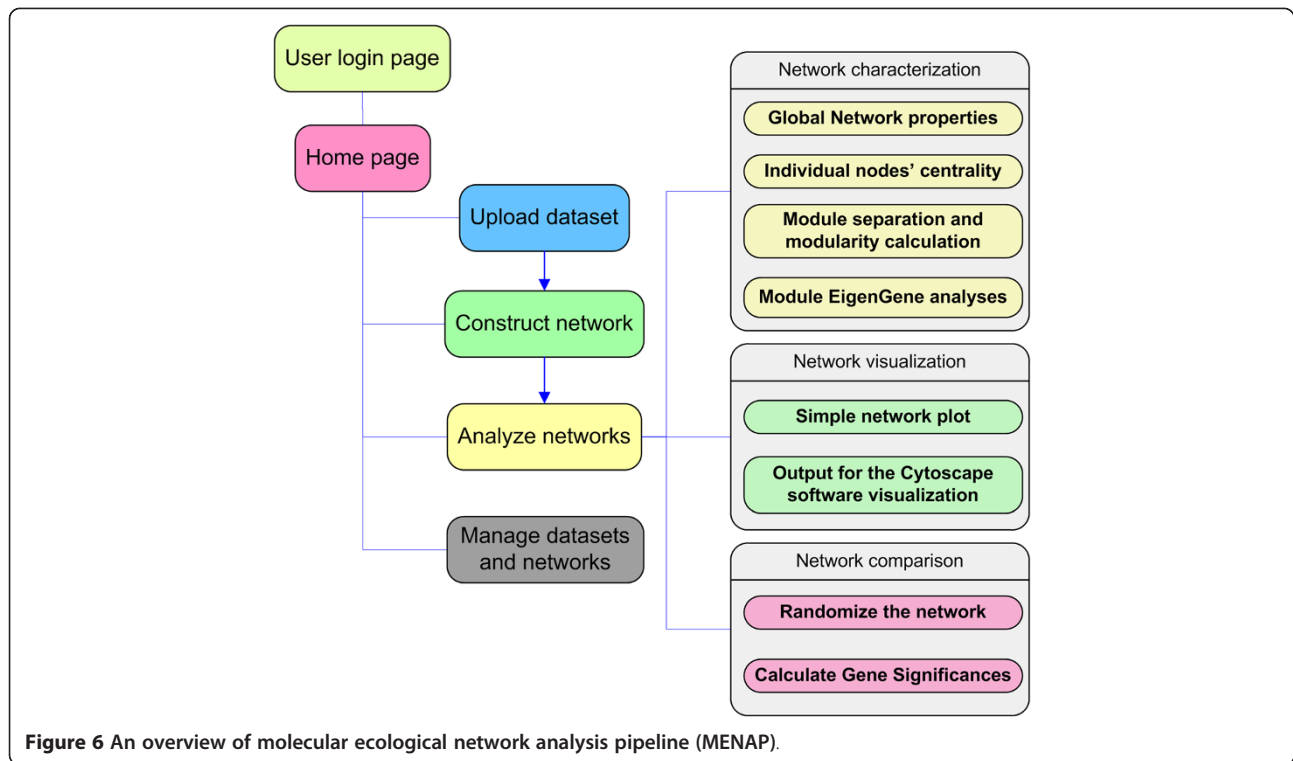 User login page
Home page
Upload dataset
Construct network
Analyze networks
Manage datasets
and networks
Network characterization
Global Network properties
Individual nodes' centrality
Module separation and
modularity calculation
Module EigenGene analyses
Network visualization
Simple network plot
Output for the Cytoscape
software visualization
Network comparison
Randomize the network
Calculate Gene Significances
Figure 6 An overview of molecular ecological network analysis pipeline (MENAP).